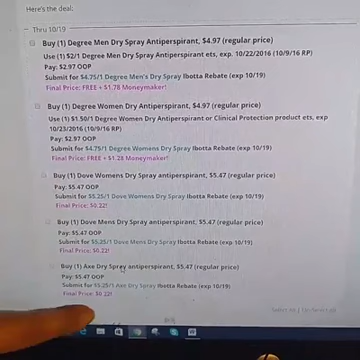 Here's the deal:
Thru 10/19
Buy (1) Degree Men Dry Spray Antiperspirant, $4.97 (regular price)
Use (1) $2/1 Degree Men Dry Spray Antiperspirant ets, exp. 10/22/2016 (10/9/16 RP)
Pay: $2.97 OOP
Submit for $4.75/1 Degree Men's Dry Spray Ibotta Rebate (exp 10/19)
Final Price: FREE + $1.78 Moneymaker!
Buy (1) Degree Women Dry Spray Antiperspirant, $4.97 (regular price)
Use (1) $1.50/1 Degree Women Dry Antiperspirant or Clinical Protection product ets, exp
10/23/2016 (10/9/16 RP)
Pay: $2.97 OOP
Submit for $4.75/1 Degree Womens Dry Spray Ibotta Rebate (exp 10/19)
Final Price: FREE + $1.28 Moneymaker!
Buy (1) Dove Womens Dry Spray antiperspirant, $5.47 (regular price)
Pay: $5.47 OOP
Submit for $5.25/1 Dove Womens Dry Spray Ibotta Rebate (exp 10/19)
Final Price: $0.22!
Buy (1) Dove Mens Dry Spray antiperspirant, $5.47 (regular price)
Pay: $5.47 OOP
Submit for $5.25/1 Dove Mens Dry Spray Ibotta Rebate (exp 10/19)
Final Price: $0.22!
Buy (1) Axe Dry Spray antiperspirant, $5.47 (regular price)
Pay: $5.47 OOP
Submit for $5.25/1 Axe Dry Spray Ibotta Rebate (exp 10/19)
Final Price: $0.22!
Select All | Un-Select All